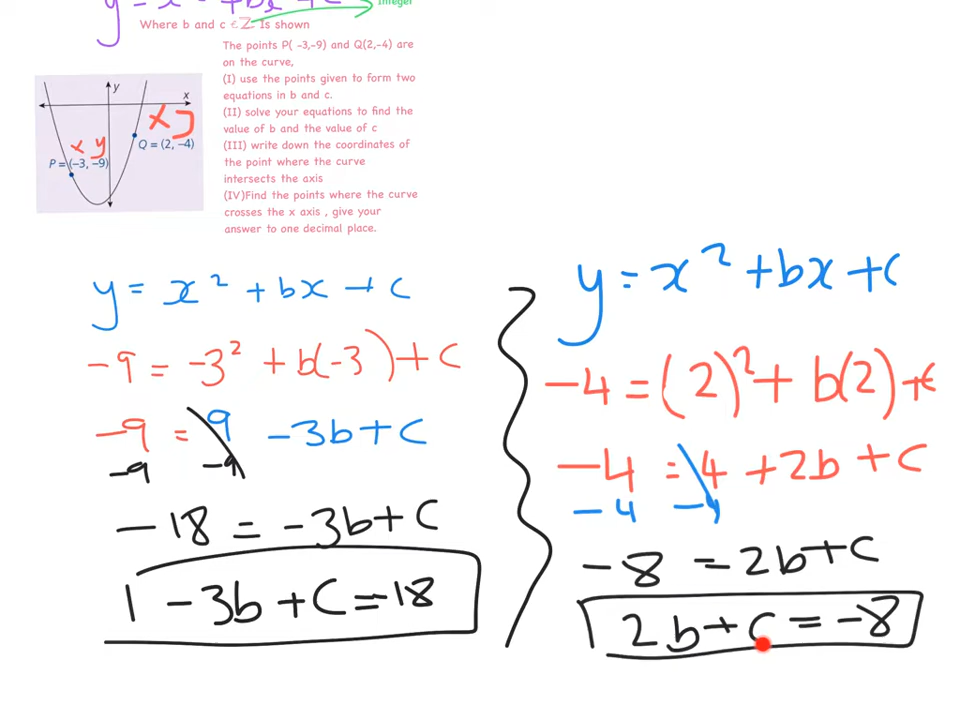 y = x² + bx + c → integer
Where b and c ∈ Z Is shown
The points P( -3,-9) and Q(2,-4) are
on the curve,
(I) use the points given to form two
equations in b and c.
(II) solve your equations to find the
value of b and the value of c
(III) write down the coordinates of
the point where the curve
intersects the axis
(IV)Find the points where the curve
crosses the x axis , give your
answer to one decimal place.
y
x
x y
Q = (2, -4)
x y
P = (-3, -9)
y = x² + bx + c
-9 = -3² + b(-3) + c
-9 = 9 -3b + c
-9 -9
-18 = -3b + c
1 -3b + c = -18
y = x² + bx + c
-4 = (2)² + b(2) + c
-4 = 4 + 2b + c
-4 -4
-8 = 2b + c
2b + c = -8